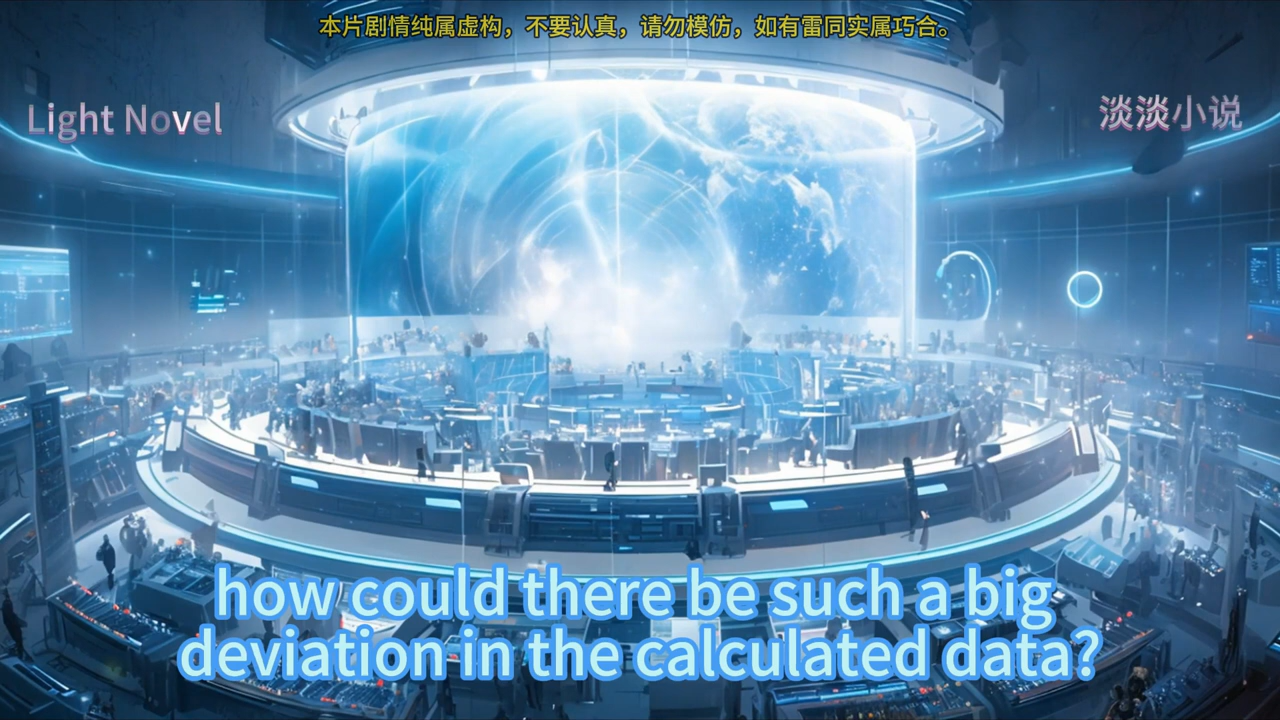 本片剧情纯属虚构，不要认真，请勿模仿，如有雷同实属巧合。
Light Novel
淡淡小说
how could there be such a big
deviation in the calculated data?